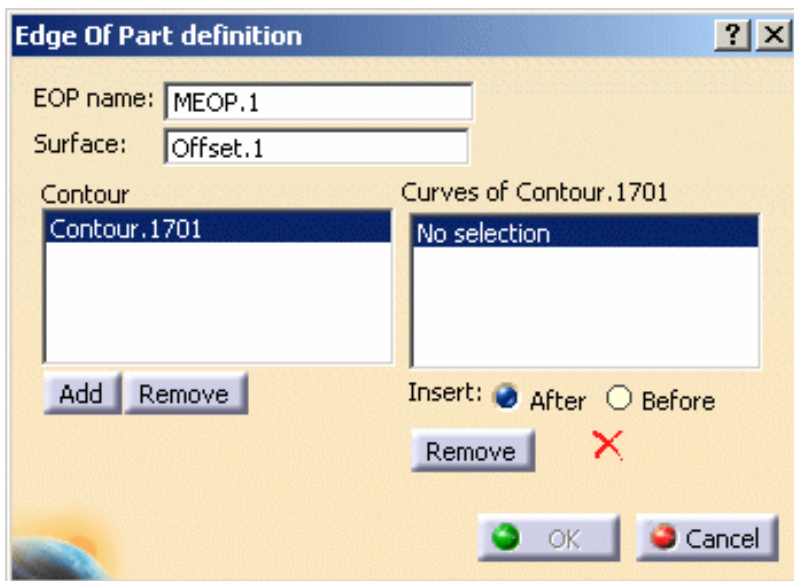 Edge Of Part definition
EOP name: MEOP.1
Surface: Offset.1
Contour
Contour.1701
Add Remove
Curves of Contour.1701
No selection
Insert: After Before
Remove
OK Cancel